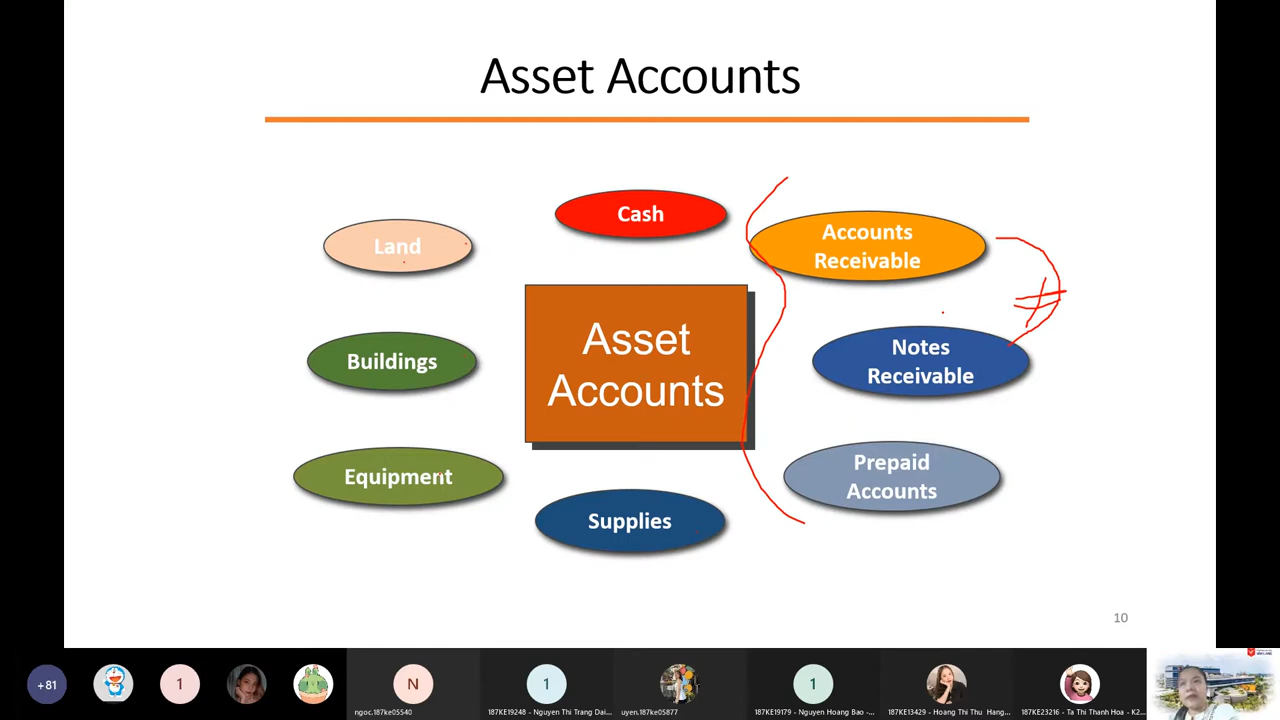 Asset Accounts
Cash
Accounts
Receivable
Land
Asset
Accounts
Notes
Receivable
Buildings
Prepaid
Accounts
Equipment
Supplies
≠
10
+81
1
N
1
1
ngoc.187ke05540
187KE19248 - Nguyen Thi Trang Dai...
uyen.187ke05877
187KE19179 - Nguyen Hoang Bao -...
187KE13429 - Hoang Thi Thu Hang...
187KE23216 - Ta Thi Thanh Hoa - K2...